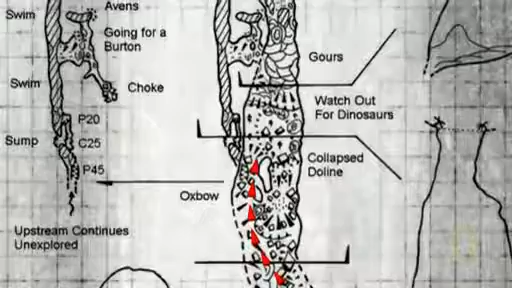 Swim
Avens
Going for a
Burton
Swim
Choke
P20
Sump
C25
P45
Oxbow
Upstream Continues
Unexplored
Gours
Watch Out
For Dinosaurs
Collapsed
Doline